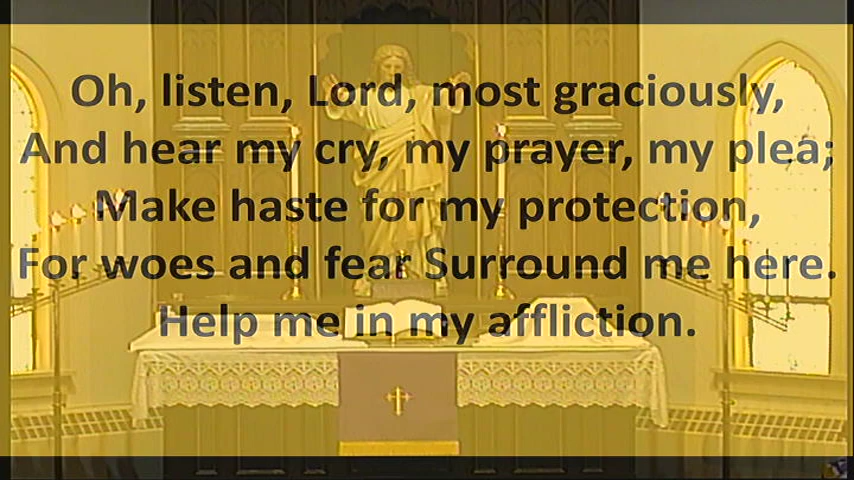 Oh, listen, Lord, most graciously,
And hear my cry, my prayer, my plea;
Make haste for my protection,
For woes and fear Surround me here.
Help me in my affliction.